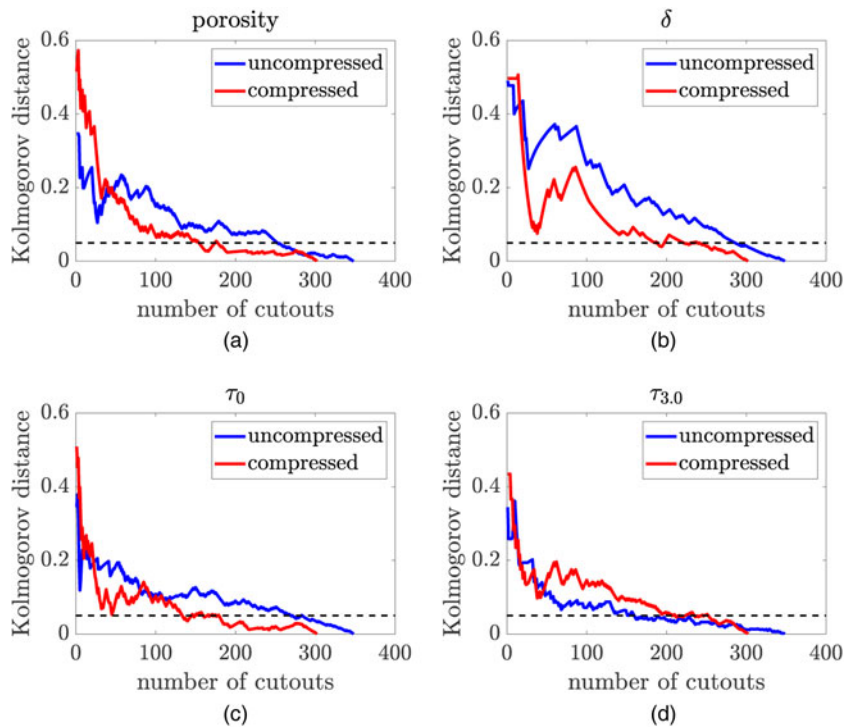 porosity
Kolmogorov distance
0.6
0.4
0.2
0
uncompressed
compressed
0 100 200 300 400
number of cutouts
(a)
δ
Kolmogorov distance
0.6
0.4
0.2
0
uncompressed
compressed
0 100 200 300 400
number of cutouts
(b)
τ0
Kolmogorov distance
0.6
0.4
0.2
0
uncompressed
compressed
0 100 200 300 400
number of cutouts
(c)
τ3.0
Kolmogorov distance
0.6
0.4
0.2
0
uncompressed
compressed
0 100 200 300 400
number of cutouts
(d)